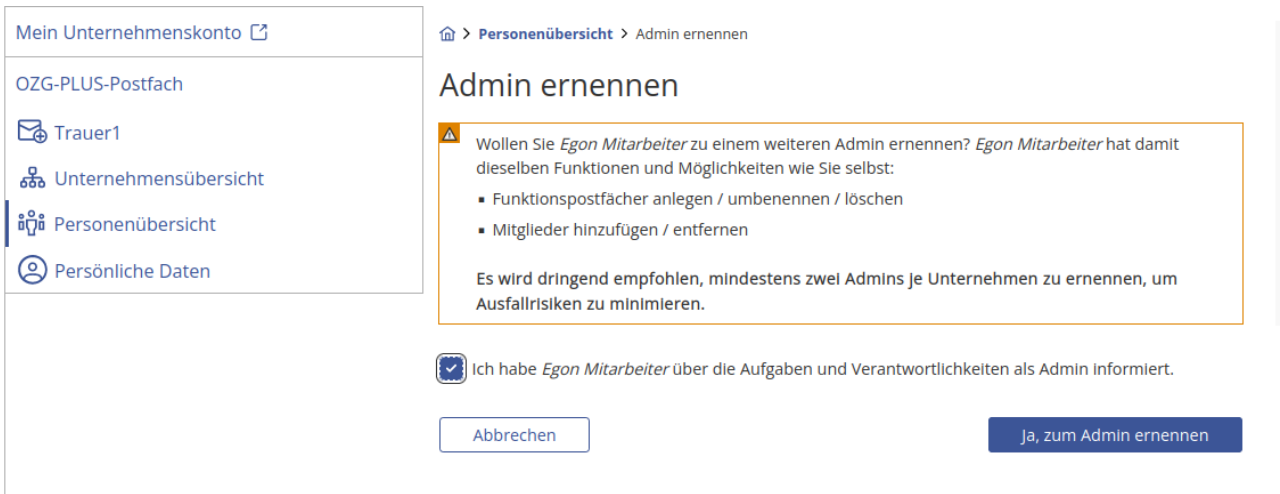 Mein Unternehmenskonto
OZG-PLUS-Postfach
Trauer1
Unternehmensübersicht
Personenübersicht
Persönliche Daten
> Personenübersicht > Admin ernennen
Admin ernennen
Wollen Sie Egon Mitarbeiter zu einem weiteren Admin ernennen? Egon Mitarbeiter hat damit
dieselben Funktionen und Möglichkeiten wie Sie selbst:
▪ Funktionspostfächer anlegen / umbenennen / löschen
▪ Mitglieder hinzufügen / entfernen
Es wird dringend empfohlen, mindestens zwei Admins je Unternehmen zu ernennen, um
Ausfallrisiken zu minimieren.
Ich habe Egon Mitarbeiter über die Aufgaben und Verantwortlichkeiten als Admin informiert.
Abbrechen
Ja, zum Admin ernennen